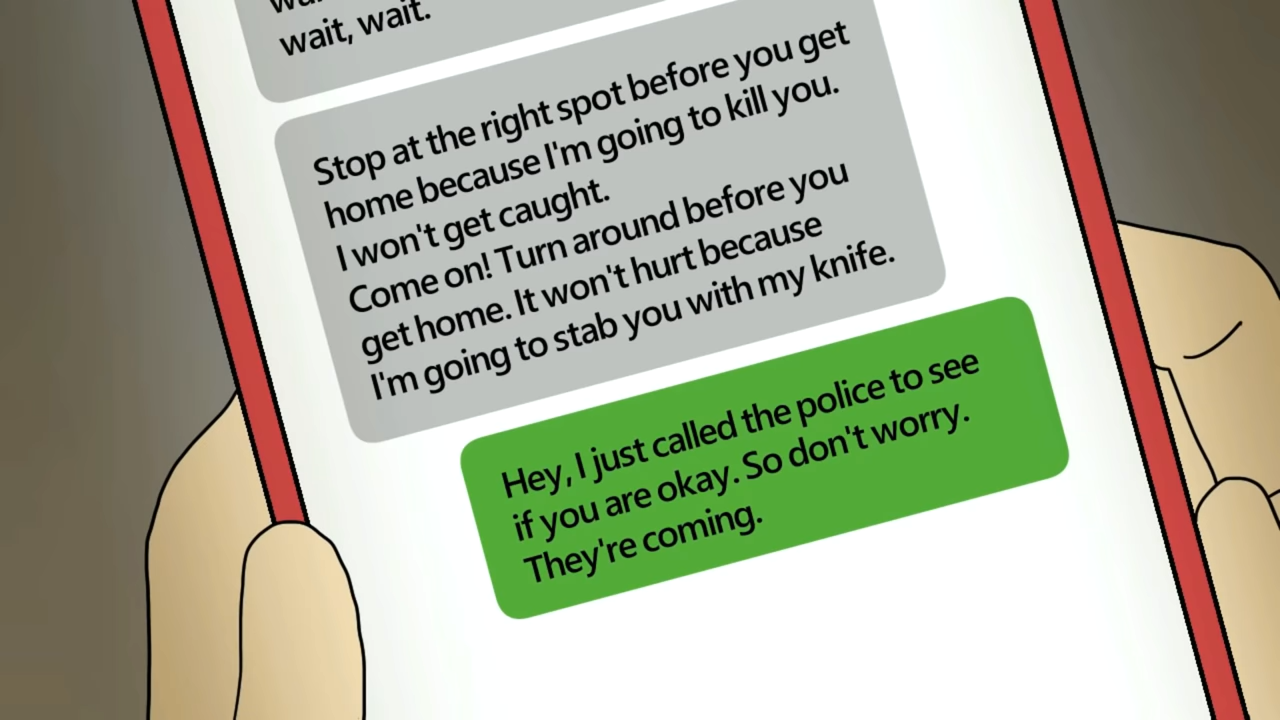 wait, wait.
Stop at the right spot before you get
home because I'm going to kill you.
I won't get caught.
Come on! Turn around before you
get home. It won't hurt because
I'm going to stab you with my knife.
Hey, I just called the police to see
if you are okay. So don't worry.
They're coming.